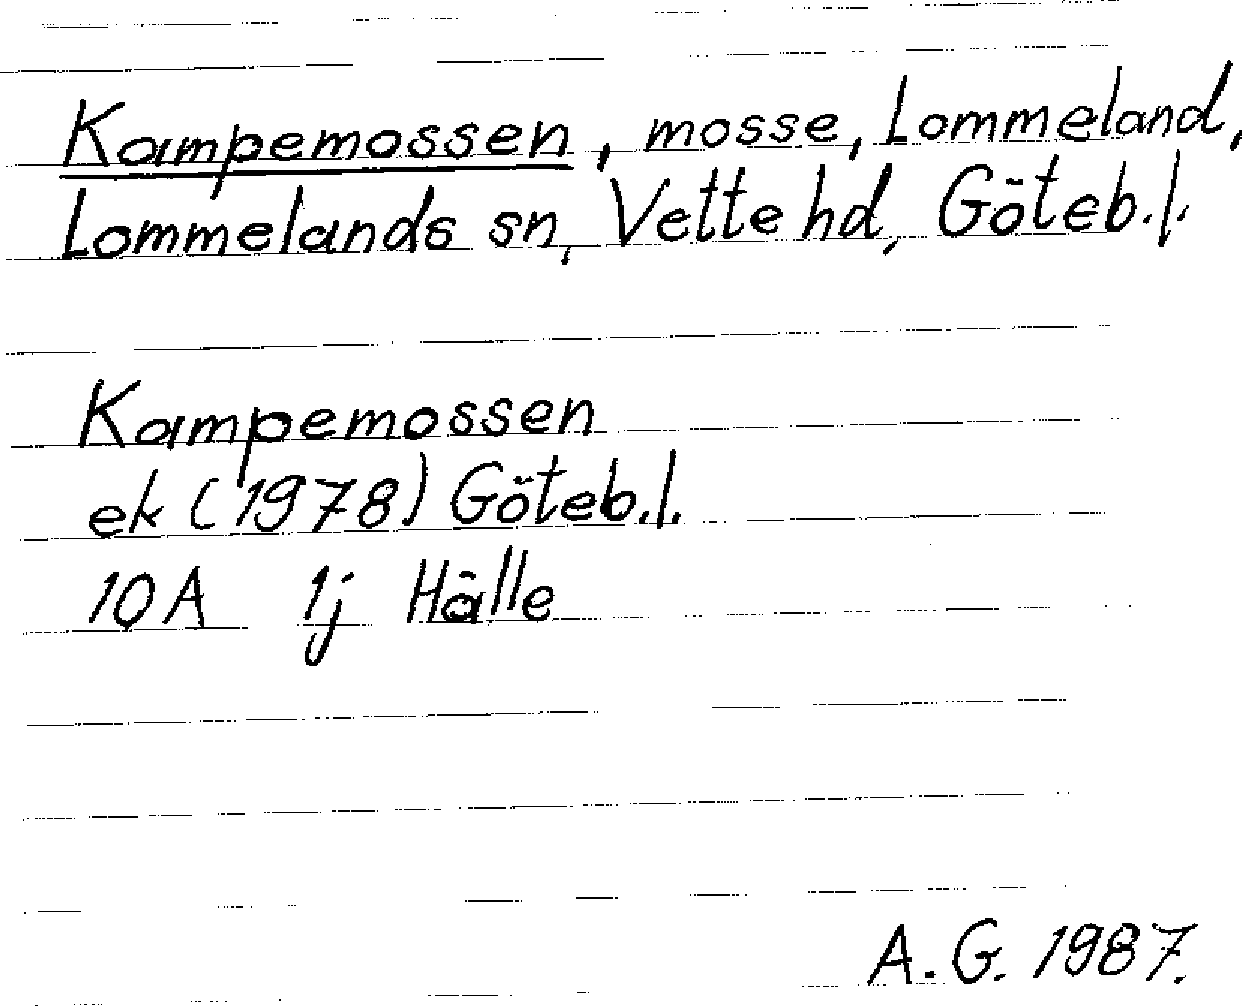 Kampemossen, mosse, Lommeland,
Lommelands sn, Vette hd, Göteb.l.
Kampemossen
ek (1978) Göteb.l.
10A 1j Hälle
A.G. 1987.